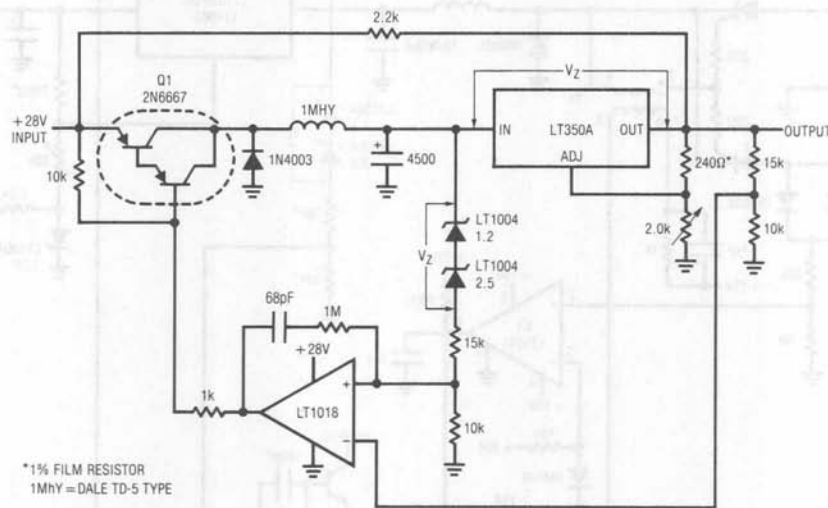 2.2k
Q1
2N6667
+28V
INPUT
10k
1MHY
1N4003
+
4500
VZ
IN
LT350A
OUT
ADJ
OUTPUT
240Ω*
15k
2.0k
10k
LT1004
1.2
VZ
LT1004
2.5
15k
68pF
1M
+28V
1k
+
LT1018
−
10k
*1% FILM RESISTOR
1MhY = DALE TD-5 TYPE